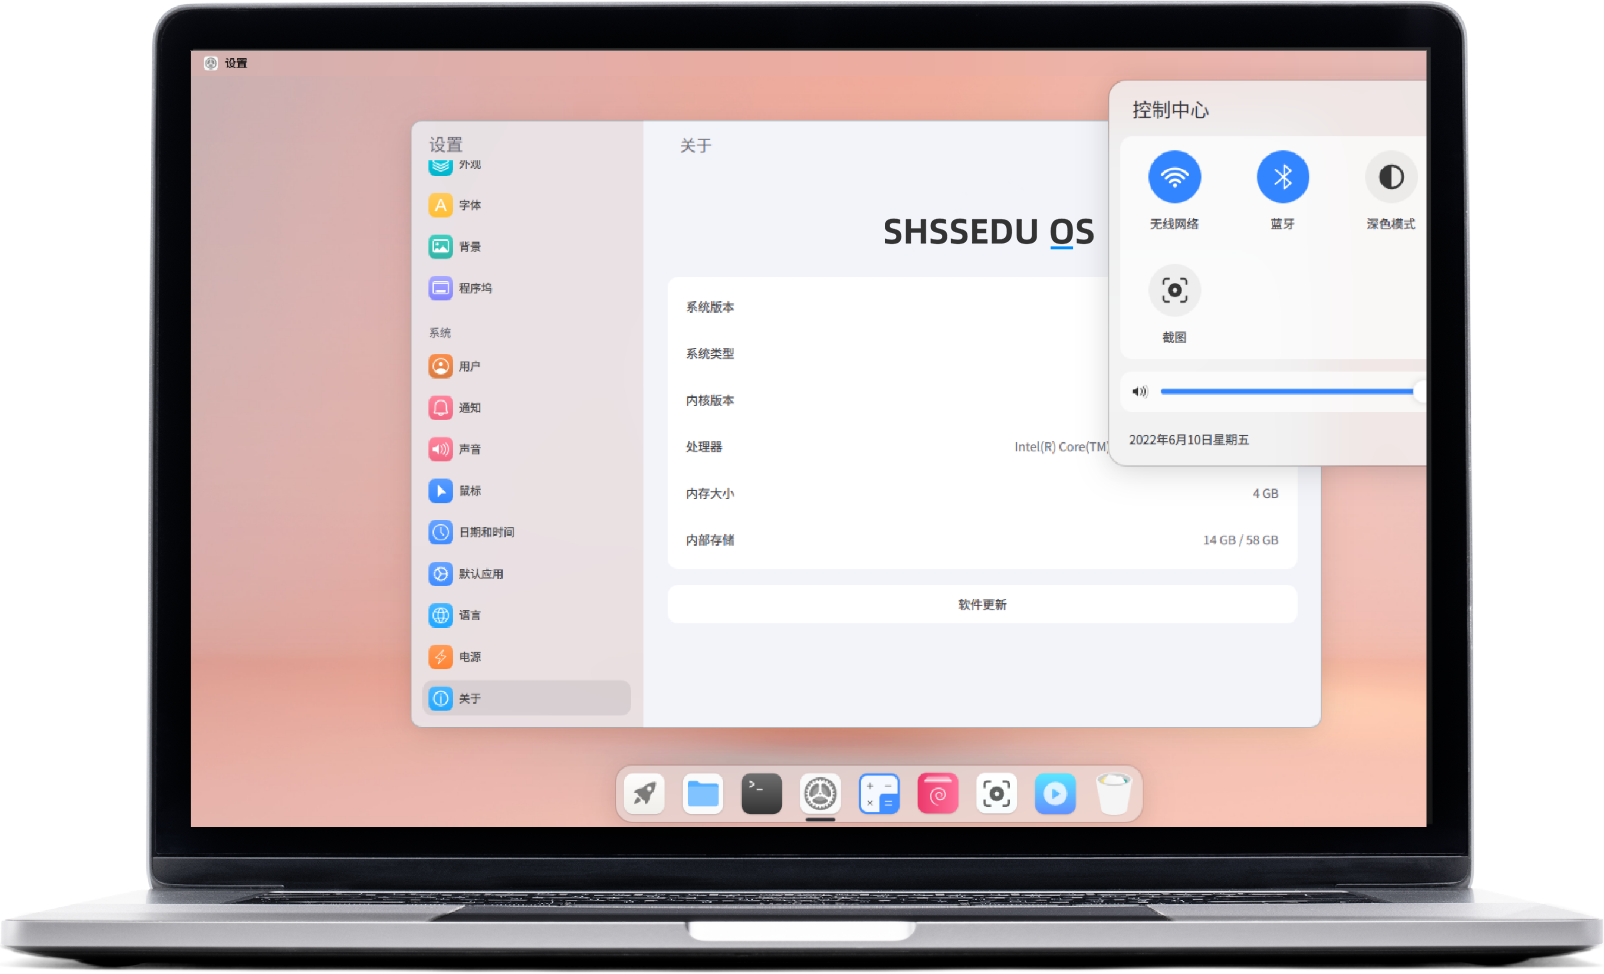 设置
设置
外观
字体
背景
程序坞
系统
用户
通知
声音
鼠标
日期和时间
默认应用
语言
电源
关于
关于
SHSSEDU OS
系统版本
系统类型
内核版本
处理器
Intel(R) Core(TM)
内存大小
4 GB
内部存储
14 GB / 58 GB
软件更新
控制中心
无线网络
蓝牙
深色模式
截图
2022年6月10日星期五